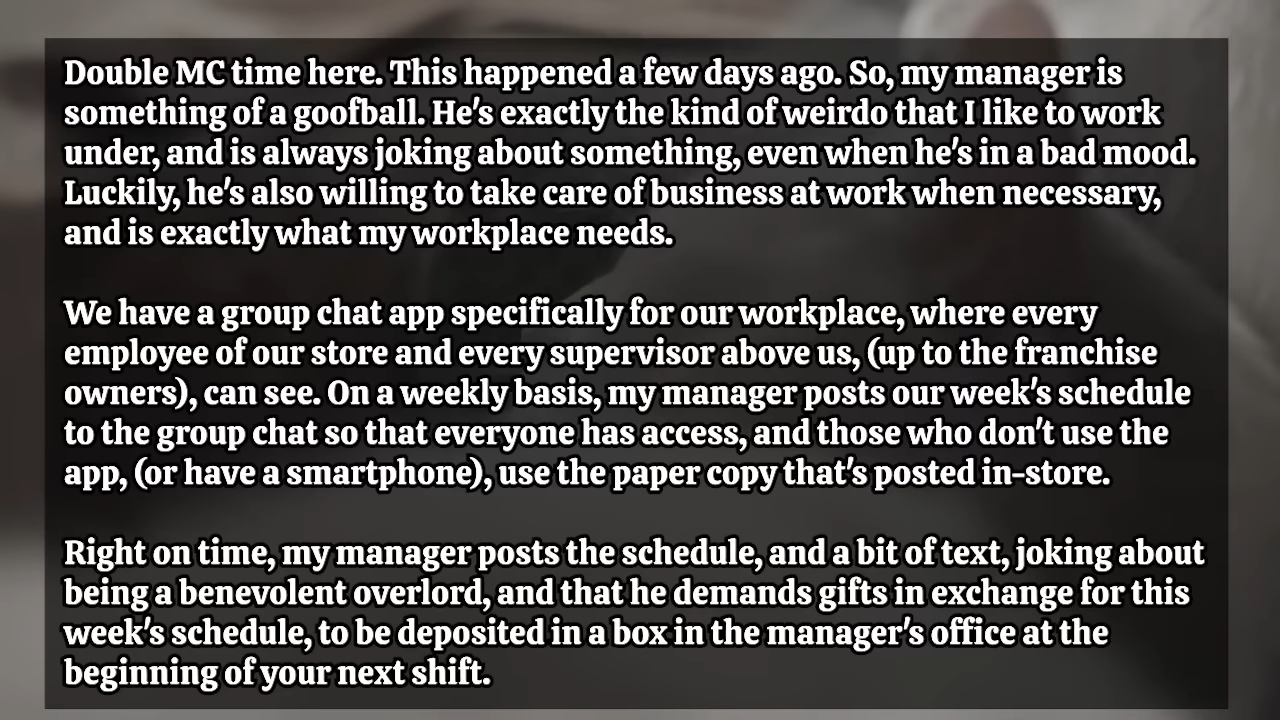 Double MC time here. This happened a few days ago. So, my manager is
something of a goofball. He's exactly the kind of weirdo that I like to work
under, and is always joking about something, even when he's in a bad mood.
Luckily, he's also willing to take care of business at work when necessary,
and is exactly what my workplace needs.
We have a group chat app specifically for our workplace, where every
employee of our store and every supervisor above us, (up to the franchise
owners), can see. On a weekly basis, my manager posts our week's schedule
to the group chat so that everyone has access, and those who don't use the
app, (or have a smartphone), use the paper copy that's posted in-store.
Right on time, my manager posts the schedule, and a bit of text, joking about
being a benevolent overlord, and that he demands gifts in exchange for this
week's schedule, to be deposited in a box in the manager's office at the
beginning of your next shift.